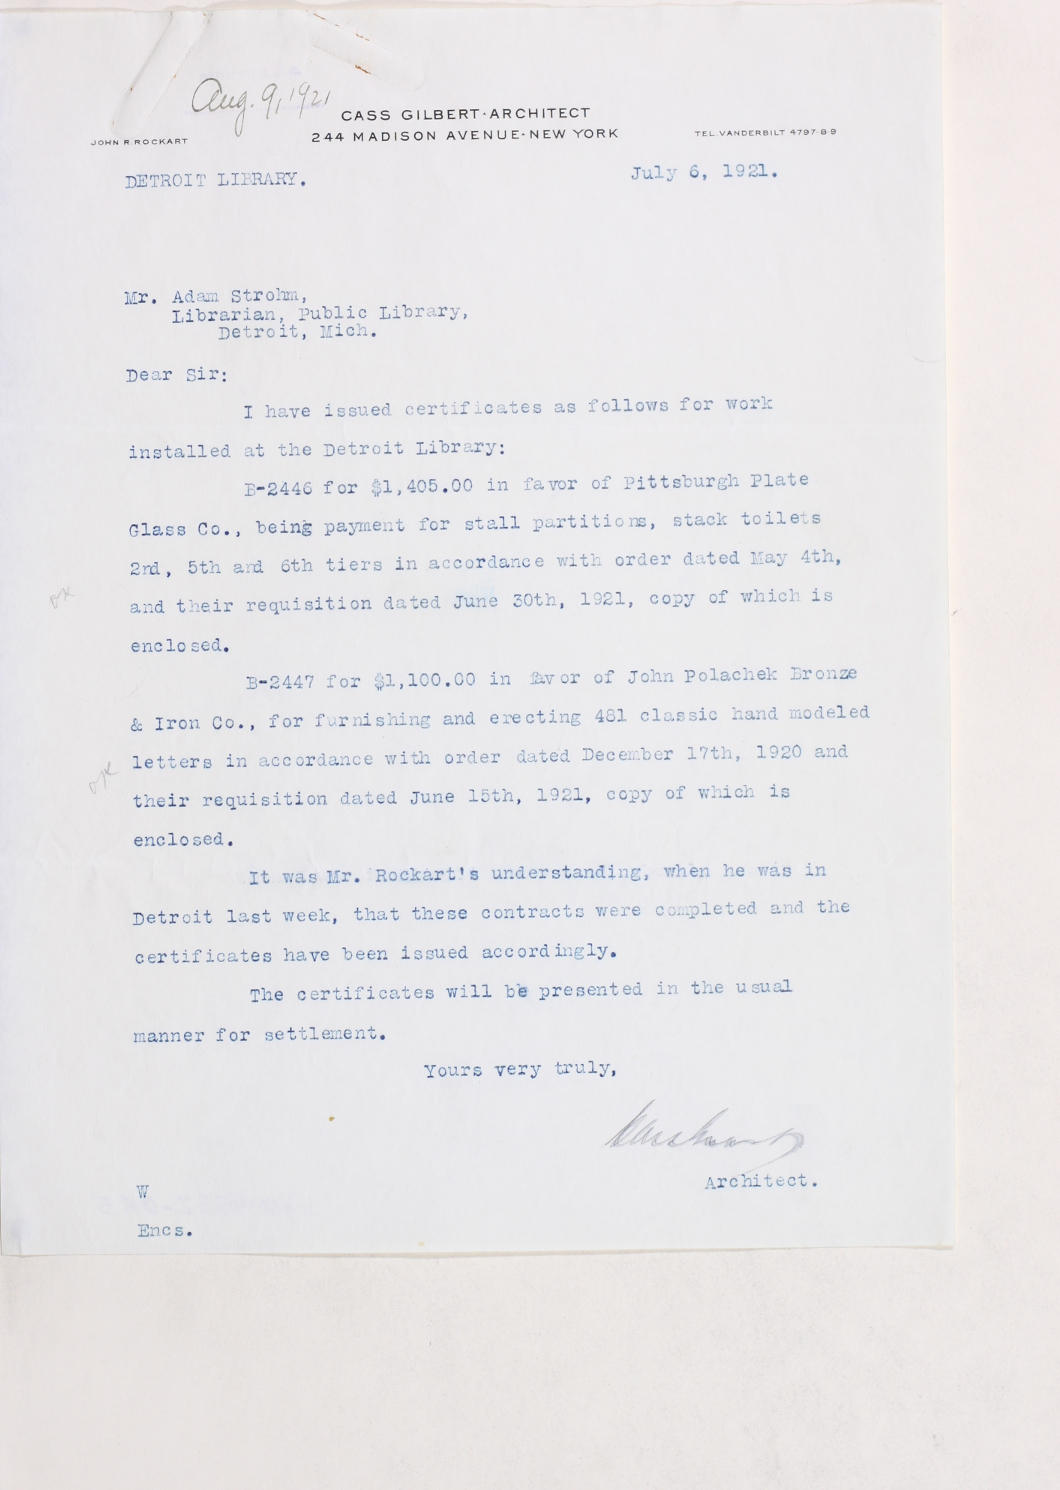 Aug. 9, 1921
CASS GILBERT·ARCHITECT
244 MADISON AVENUE·NEW YORK
JOHN R. ROCKART
TEL. VANDERBILT 4797-8-9
DETROIT LIBRARY.
July 6, 1921.
Mr. Adam Strohm,
Librarian, Public Library,
Detroit, Mich.
Dear Sir:
I have issued certificates as follows for work
installed at the Detroit Library:
B-2446 for $1,405.00 in favor of Pittsburgh Plate
Glass Co., being payment for stall partitions, stack toilets
2nd, 5th and 6th tiers in accordance with order dated May 4th,
and their requisition dated June 30th, 1921, copy of which is
ok
enclosed.
B-2447 for $1,100.00 in favor of John Polachek Bronze
& Iron Co., for furnishing and erecting 481 classic hand modeled
letters in accordance with order dated December 17th, 1920 and
ok
their requisition dated June 15th, 1921, copy of which is
enclosed.
It was Mr. Rockart's understanding, when he was in
Detroit last week, that these contracts were completed and the
certificates have been issued accordingly.
The certificates will be presented in the usual
manner for settlement.
Yours very truly,
Architect.
W
Encs.